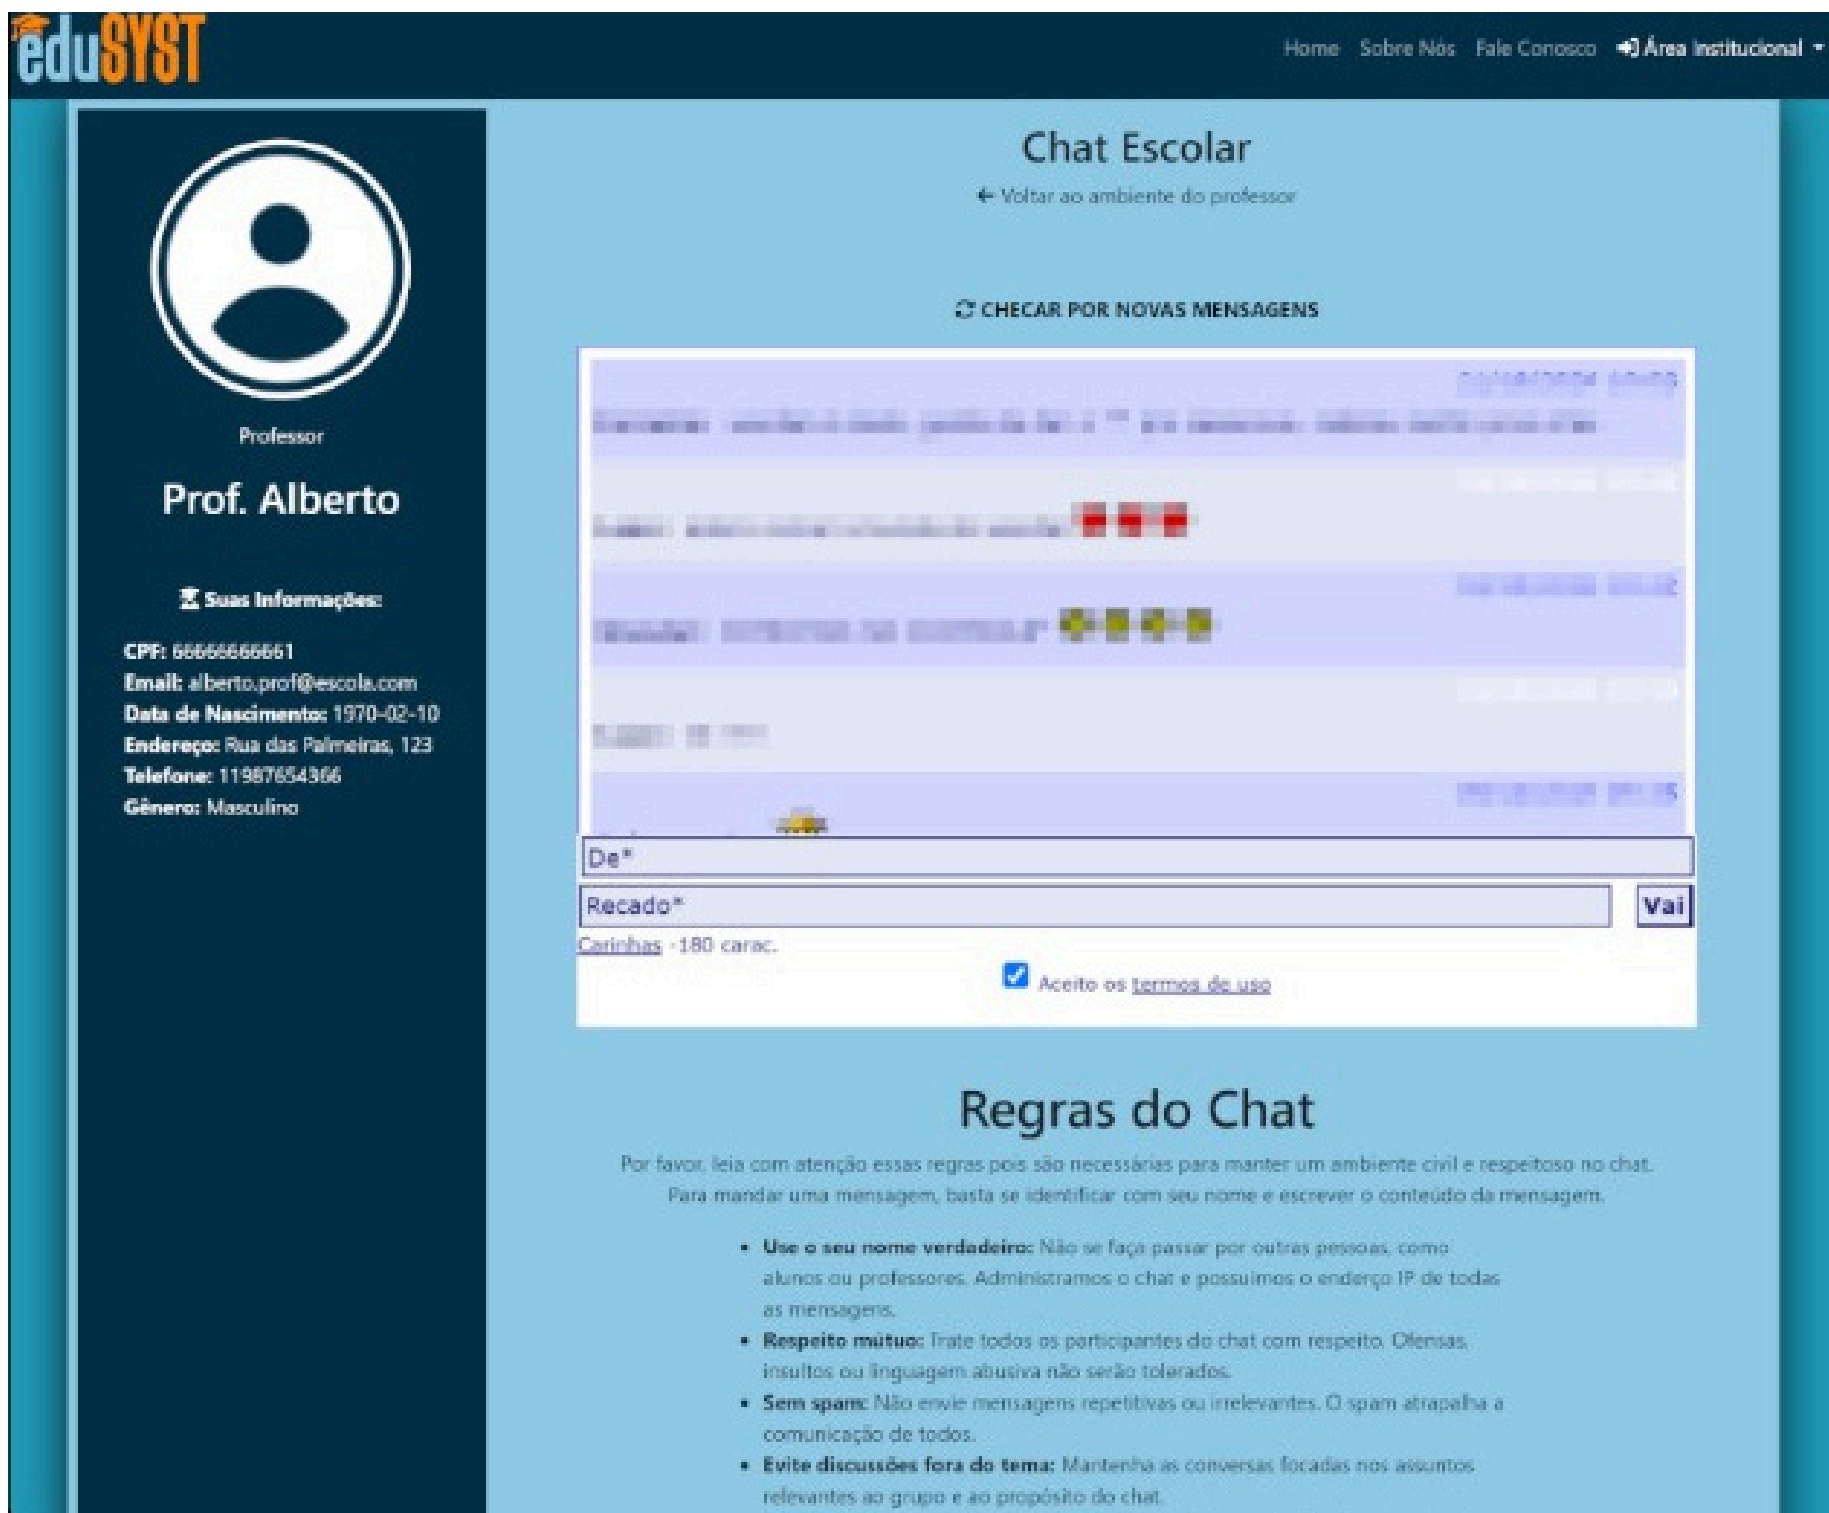 eduSYST
Home Sobre Nós Fale Conosco Área Institucional
Professor
Prof. Alberto
Suas Informações:
CPF: 66666666661
Email: alberto.prof@escola.com
Data de Nascimento: 1970-02-10
Endereço: Rua das Palmeiras, 123
Telefone: 11987654366
Gênero: Masculino
Chat Escolar
Voltar ao ambiente do professor
CHECAR POR NOVAS MENSAGENS
De*
Recado*
Vai
Carinhas -180 carac.
Aceito os termos de uso
Regras do Chat
Por favor, leia com atenção essas regras pois são necessárias para manter um ambiente civil e respeitoso no chat.
Para mandar uma mensagem, basta se identificar com seu nome e escrever o conteúdo da mensagem.
• Use o seu nome verdadeiro: Não se faça passar por outras pessoas, como
alunos ou professores. Administramos o chat e possuimos o enderço IP de todas
as mensagens.
• Respeito mútuo: Trate todos os participantes do chat com respeito. Ofensas,
insultos ou linguagem abusiva não serão tolerados.
• Sem spam: Não envie mensagens repetitivas ou irrelevantes. O spam atrapalha a
comunicação de todos.
• Evite discussões fora do tema: Mantenha as conversas focadas nos assuntos
relevantes ao grupo e ao propósito do chat.